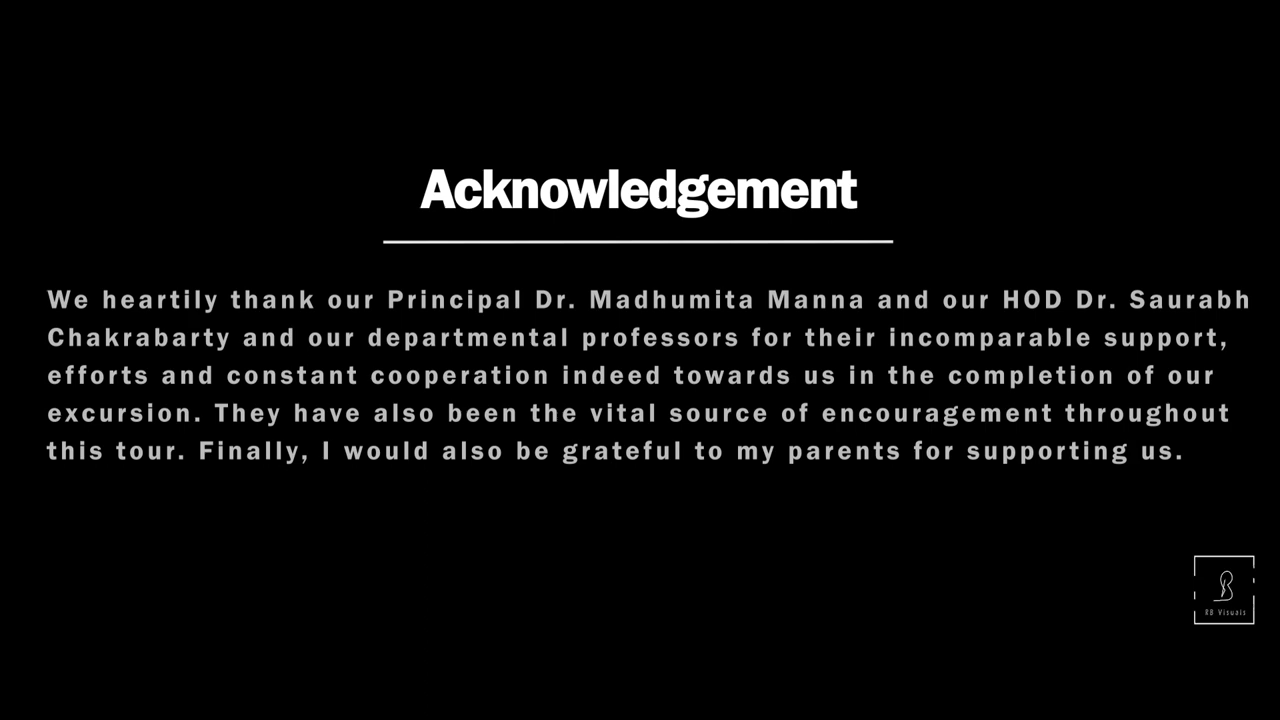 Acknowledgement
We heartily thank our Principal Dr. Madhumita Manna and our HOD Dr. Saurabh
Chakrabarty and our departmental professors for their incomparable support,
efforts and constant cooperation indeed towards us in the completion of our
excursion. They have also been the vital source of encouragement throughout
this tour. Finally, I would also be grateful to my parents for supporting us.
RB Visuals